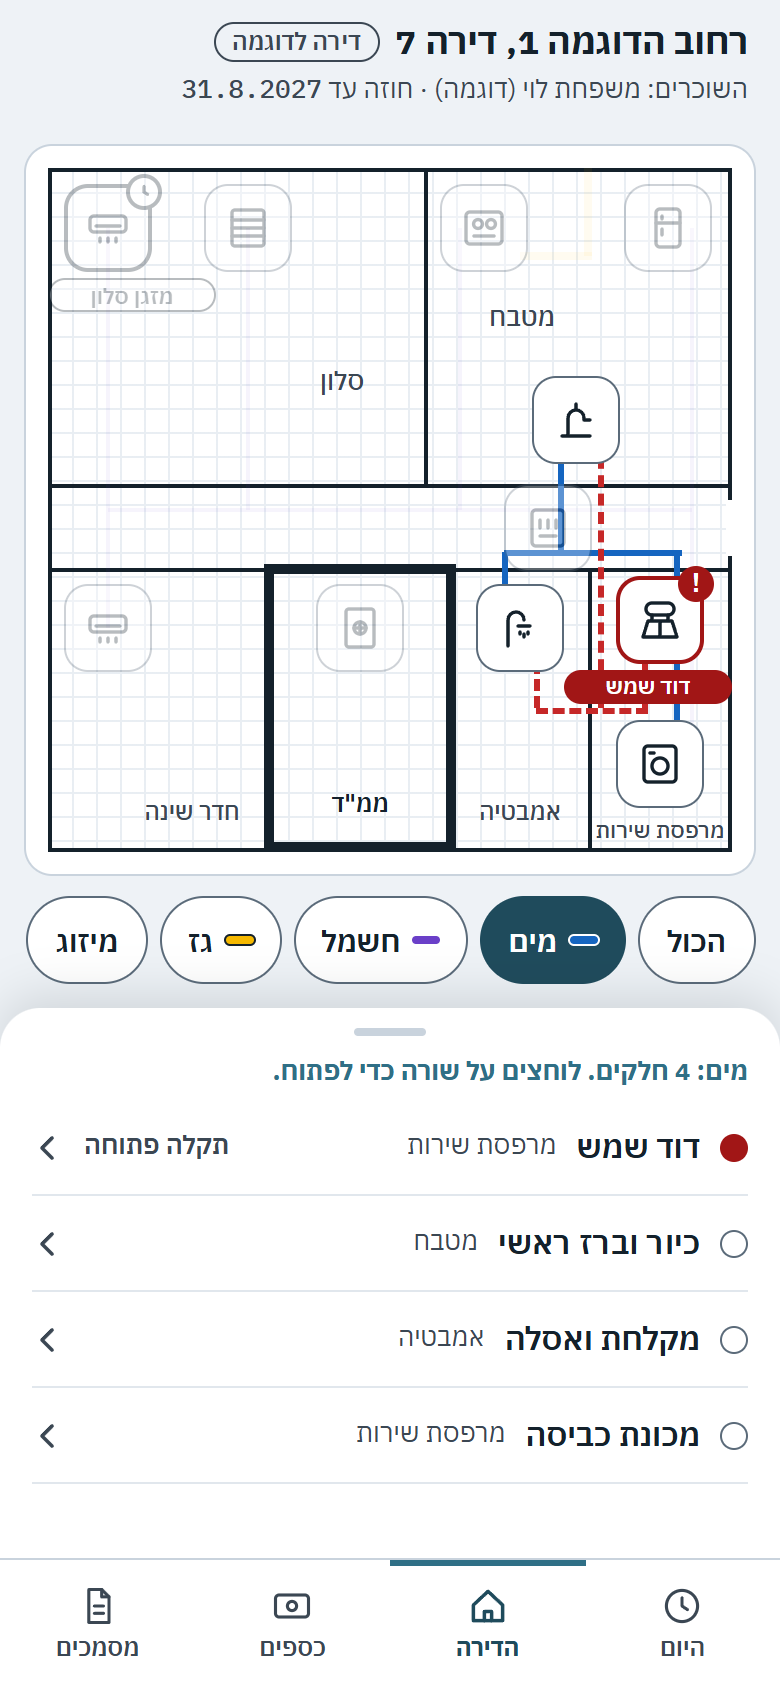 רחוב הדוגמה 1, דירה 7
דירה לדוגמה
השוכרים: משפחת לוי (דוגמה) · חוזה עד 31.8.2027
מזגן סלון
מטבח
סלון
!
דוד שמש
ממ"ד
חדר שינה
אמבטיה
מרפסת שירות
הכול
מים
חשמל
גז
מיזוג
מים: 4 חלקים. לוחצים על שורה כדי לפתוח.
דוד שמש מרפסת שירות תקלה פתוחה
כיור וברז ראשי מטבח
מקלחת ואסלה אמבטיה
מכונת כביסה מרפסת שירות
היום
הדירה
כספים
מסמכים